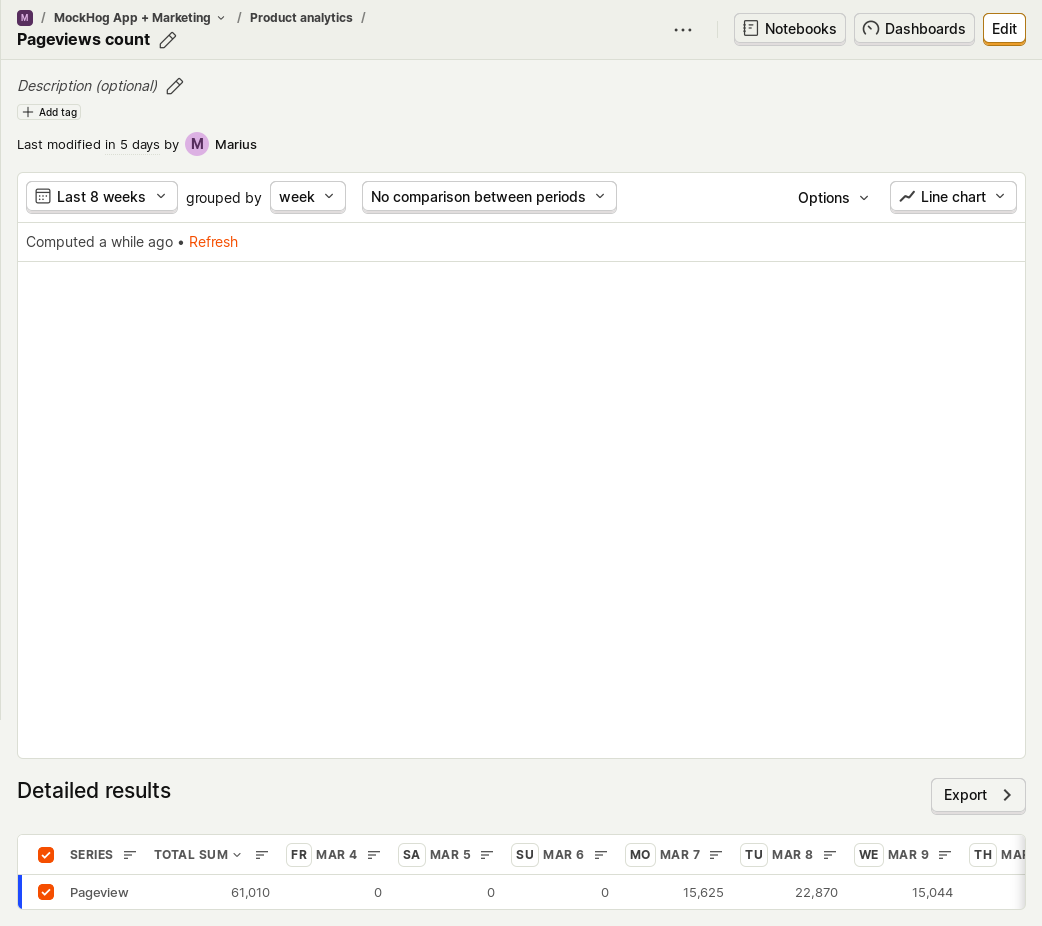 M / MockHog App + Marketing / Product analytics /
Pageviews count
Notebooks Dashboards Edit
Description (optional)
+ Add tag
Last modified in 5 days by M Marius
Last 8 weeks grouped by week No comparison between periods Options Line chart
Computed a while ago • Refresh
Detailed results
Export
SERIES TOTAL SUM FR MAR 4 SA MAR 5 SU MAR 6 MO MAR 7 TU MAR 8 WE MAR 9 TH
Pageview 61,010 0 0 0 15,625 22,870 15,044